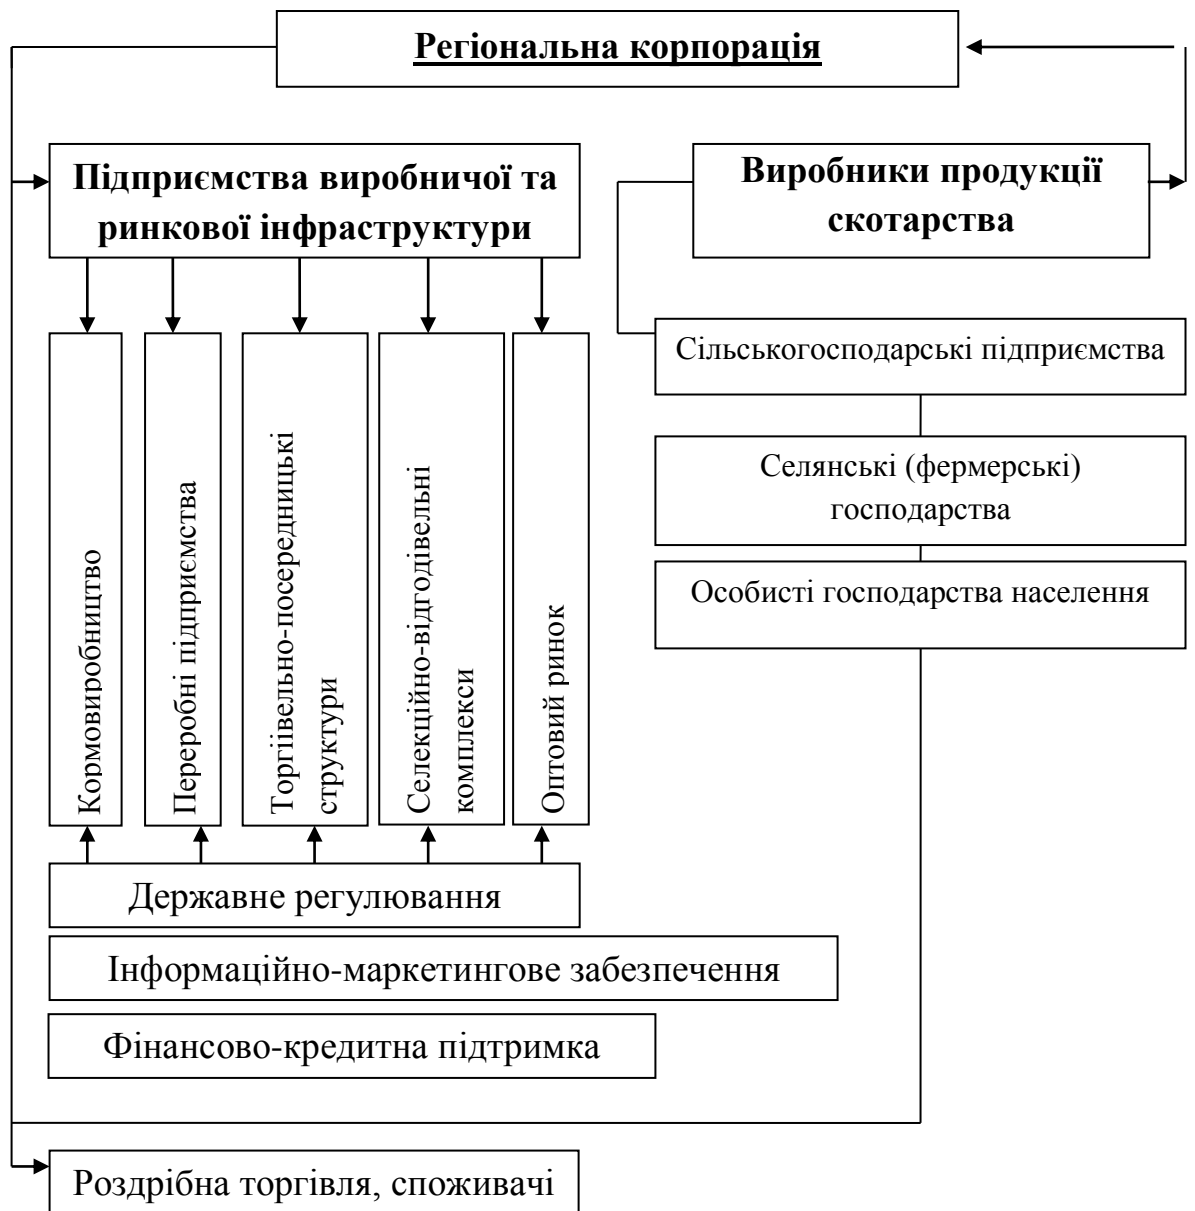 Регіональна корпорація
Підприємства виробничої та
ринкової інфраструктури
Виробники продукції
скотарства
Кормовиробництво
Переробні підприємства
Торгіівельно-посередницькі
структури
Селекційно-відгодівельні
комплекси
Оптовий ринок
Сільськогосподарські підприємства
Селянські (фермерські)
господарства
Особисті господарства населення
Державне регулювання
Інформаційно-маркетингове забезпечення
Фінансово-кредитна підтримка
Роздрібна торгівля, споживачі